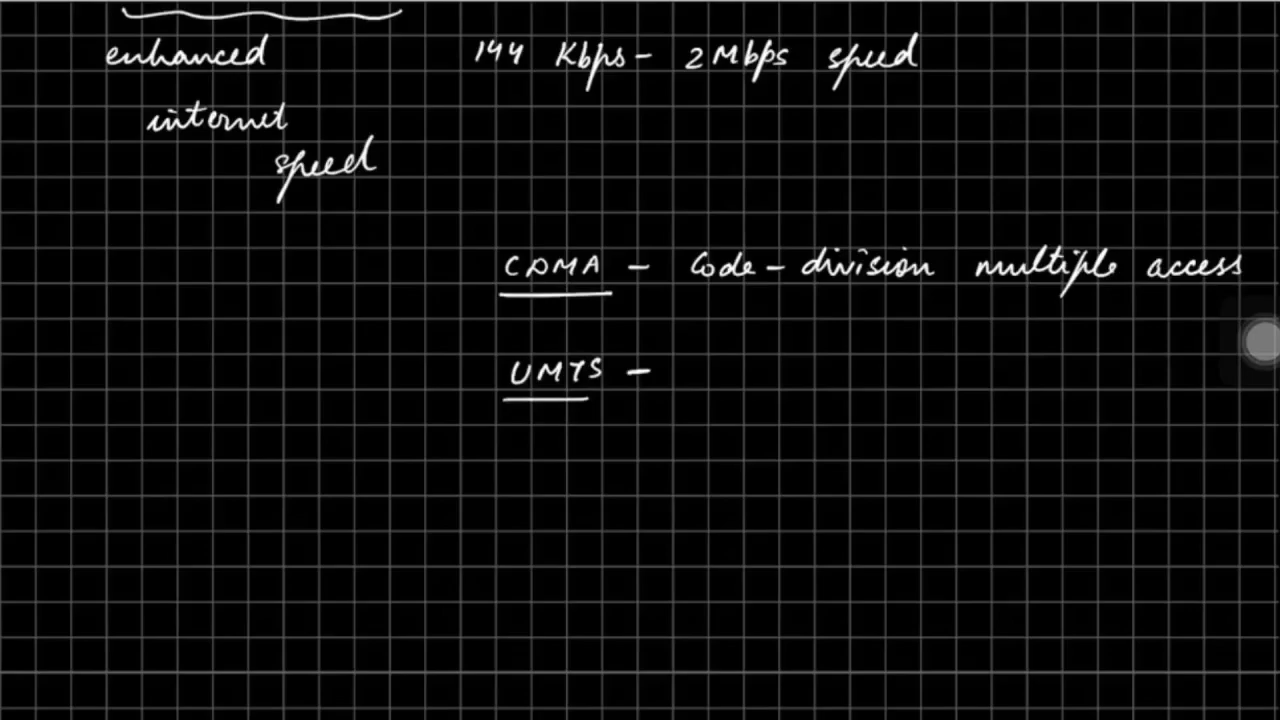 enhanced
internet
speed
144 Kbps - 2 Mbps speed
CDMA - Code-division multiple access
UMTS -